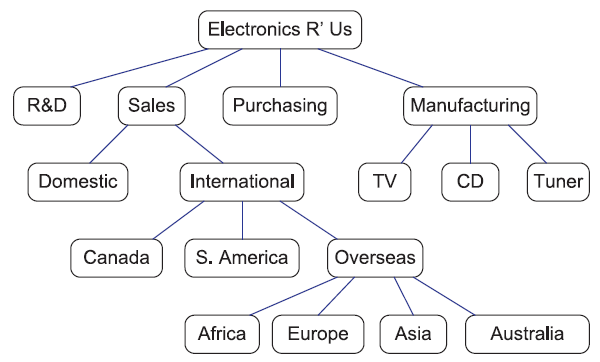 Electronics R' Us
R&D
Sales
Purchasing
Manufacturing
Domestic
International
TV
CD
Tuner
Canada
S. America
Overseas
Africa
Europe
Asia
Australia